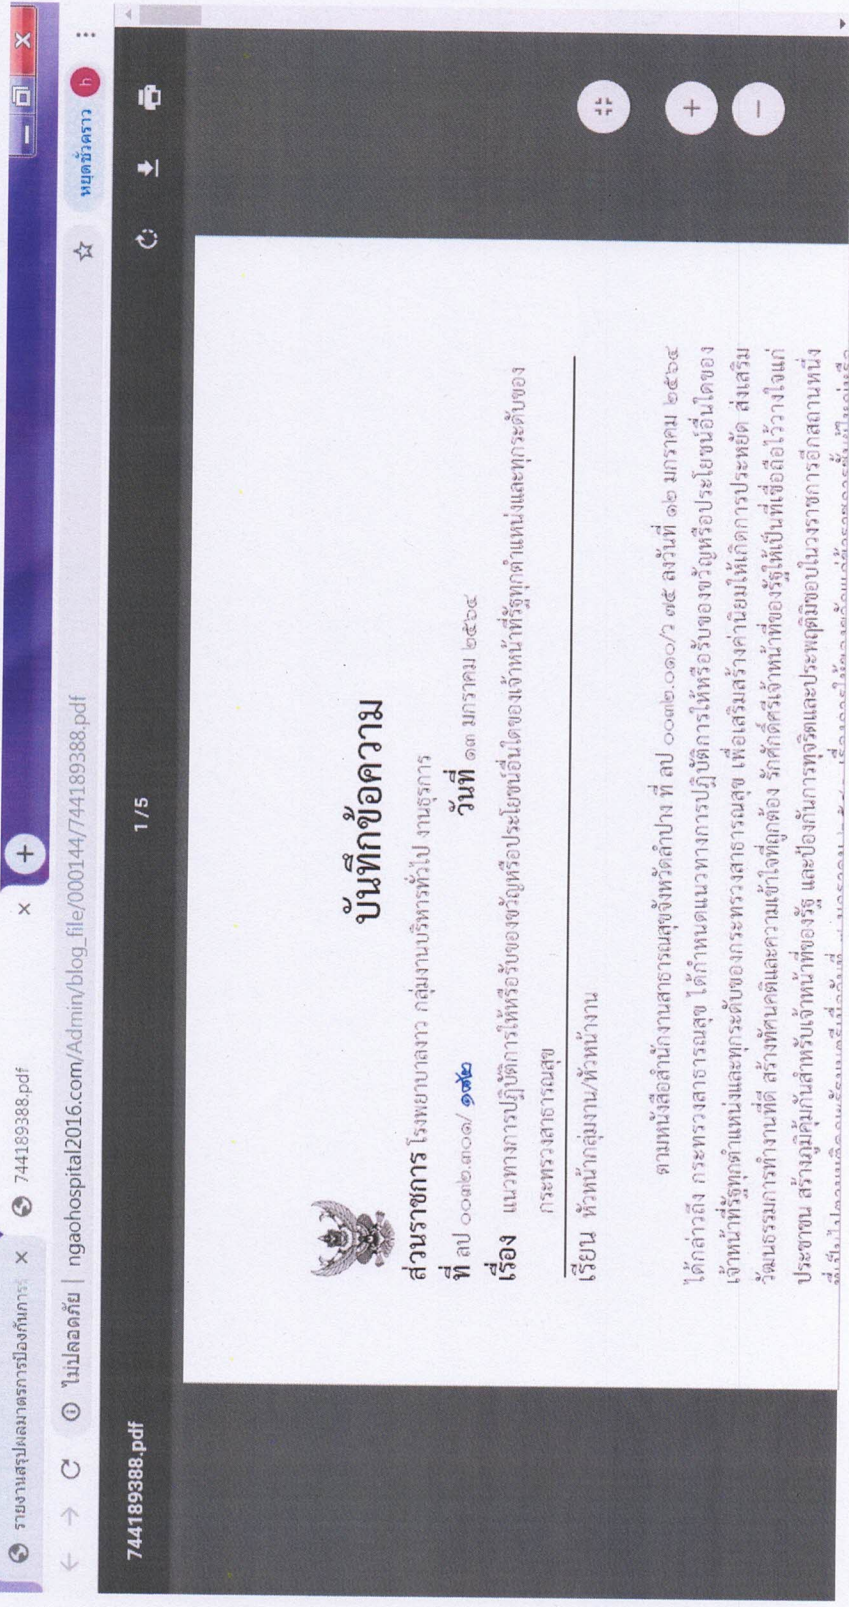 รายงานสรุปผลมาตรการป้องกันการ
744189388.pdf
ไม่ปลอดภัย | ngaohospital2016.com/Admin/blog_file/000144/744189388.pdf
หยุดชั่วคราว h
744189388.pdf
1/5
บันทึกข้อความ
ส่วนราชการ โรงพยาบาลงาว กลุ่มงานบริหารทั่วไป งานธุรการ
ที่ ลป ๐๐๓๒.๓๐๑/ วันที่ ๑๓ มกราคม ๒๕๖๔
เรื่อง แนวทางการปฏิบัติการให้หรือรับของขวัญหรือประโยชน์อื่นใดของเจ้าหน้าที่รัฐทุกตำแหน่งและทุกระดับของ
กระทรวงสาธารณสุข
เรียน หัวหน้ากลุ่มงาน/หัวหน้างาน
ตามหนังสือสำนักงานสาธารณสุขจังหวัดลำปาง ที่ ลป ๐๐๓๒.๐๑๐/ว ๗๕ ลงวันที่ ๑๒ มกราคม ๒๕๖๔
ได้กล่าวถึง กระทรวงสาธารณสุข ได้กำหนดแนวทางการปฏิบัติการให้หรือรับของขวัญหรือประโยชน์อื่นใดของ
เจ้าหน้าที่รัฐทุกตำแหน่งและทุกระดับของกระทรวงสาธารณสุข เพื่อเสริมสร้างค่านิยมให้เกิดการประหยัด ส่งเสริม
วัฒนธรรมการทำงานที่ดี สร้างทัศนคติและความเข้าใจที่ถูกต้อง รักศักดิ์ศรีเจ้าหน้าที่ของรัฐให้เป็นที่เชื่อถือไว้วางใจแก่
ประชาชน สร้างภูมิคุ้มกันสำหรับเจ้าหน้าที่ของรัฐ และป้องกันการทุจริตและประพฤติมิชอบในวงราชการอีกสถานหนึ่ง